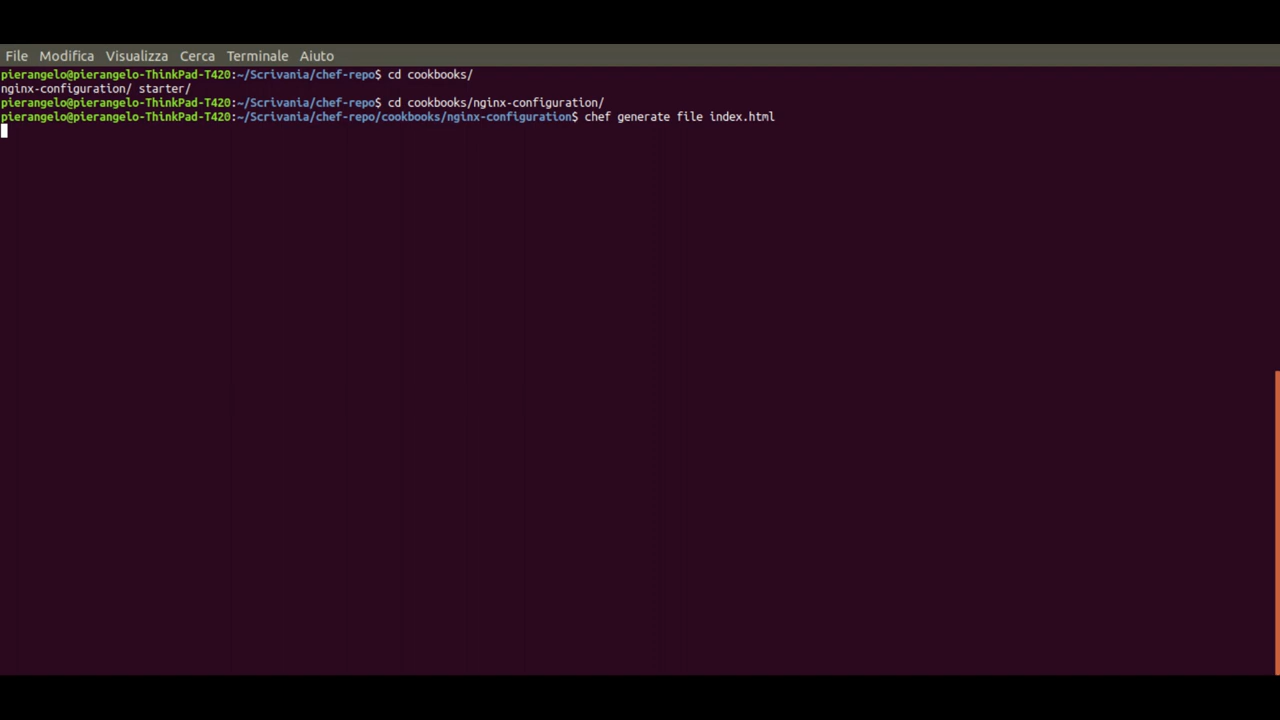 File Modifica Visualizza Cerca Terminale Aiuto
pierangelo@pierangelo-ThinkPad-T420:~/Scrivania/chef-repo$ cd cookbooks/
nginx-configuration/ starter/
pierangelo@pierangelo-ThinkPad-T420:~/Scrivania/chef-repo$ cd cookbooks/nginx-configuration/
pierangelo@pierangelo-ThinkPad-T420:~/Scrivania/chef-repo/cookbooks/nginx-configuration$ chef generate file index.html